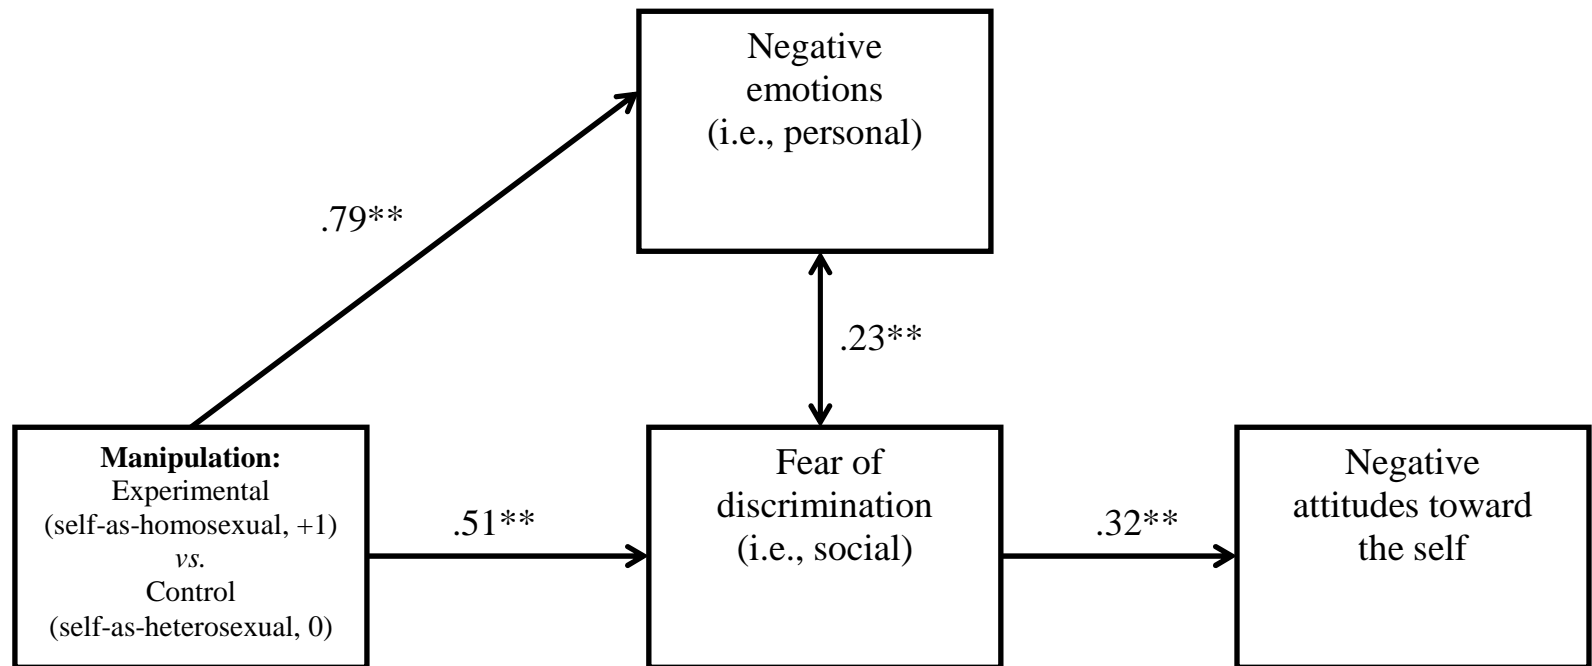 Negative
emotions
(i.e., personal)
.79**
.23**
Manipulation:
Experimental
(self-as-homosexual, +1)
vs.
Control
(self-as-heterosexual, 0)
.51**
Fear of
discrimination
(i.e., social)
.32**
Negative
attitudes toward
the self